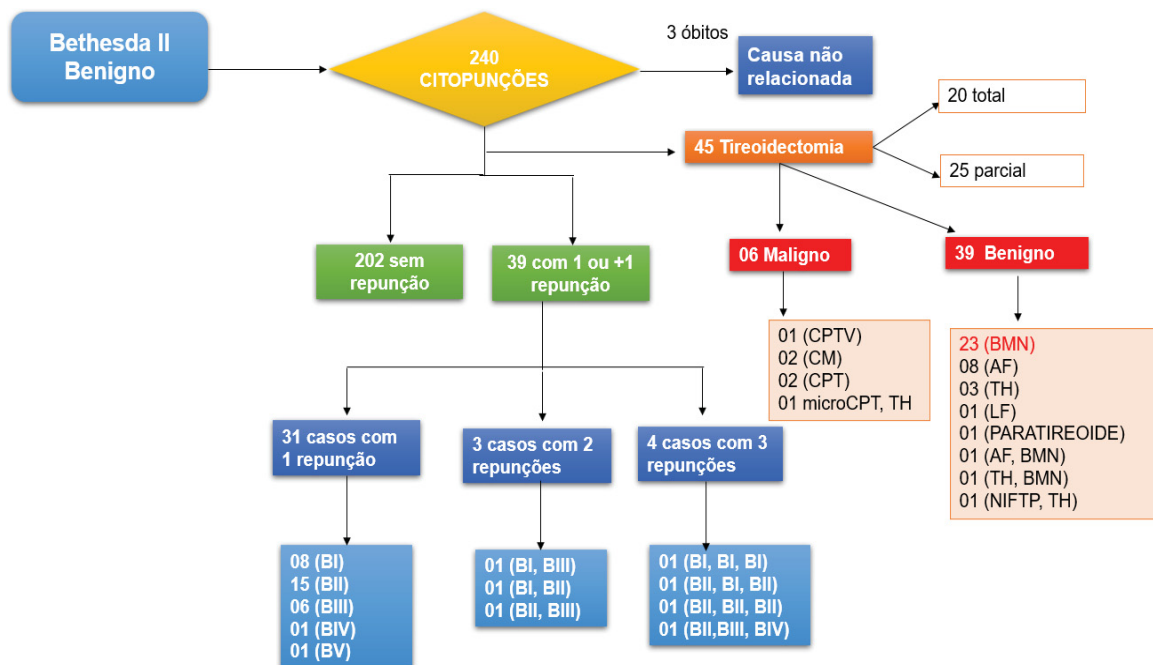 Bethesda II
Benigno
240
CITOPUNÇÕES
3 óbitos
Causa não
relacionada
20 total
45 Tireoidectomia
25 parcial
202 sem
repunção
39 com 1 ou +1
repunção
06 Maligno
39 Benigno
01 (CPTV)
02 (CM)
02 (CPT)
01 microCPT, TH
23 (BMN)
08 (AF)
03 (TH)
01 (LF)
01 (PARATIREOIDE)
01 (AF, BMN)
01 (TH, BMN)
01 (NIFTP, TH)
31 casos com
1 repunção
3 casos com 2
repunções
4 casos com 3
repunções
08 (BI)
15 (BII)
06 (BIII)
01 (BIV)
01 (BV)
01 (BI, BIII)
01 (BI, BII)
01 (BII, BIII)
01 (BI, BI, BI)
01 (BII, BI, BII)
01 (BII, BII, BII)
01 (BII,BIII, BIV)